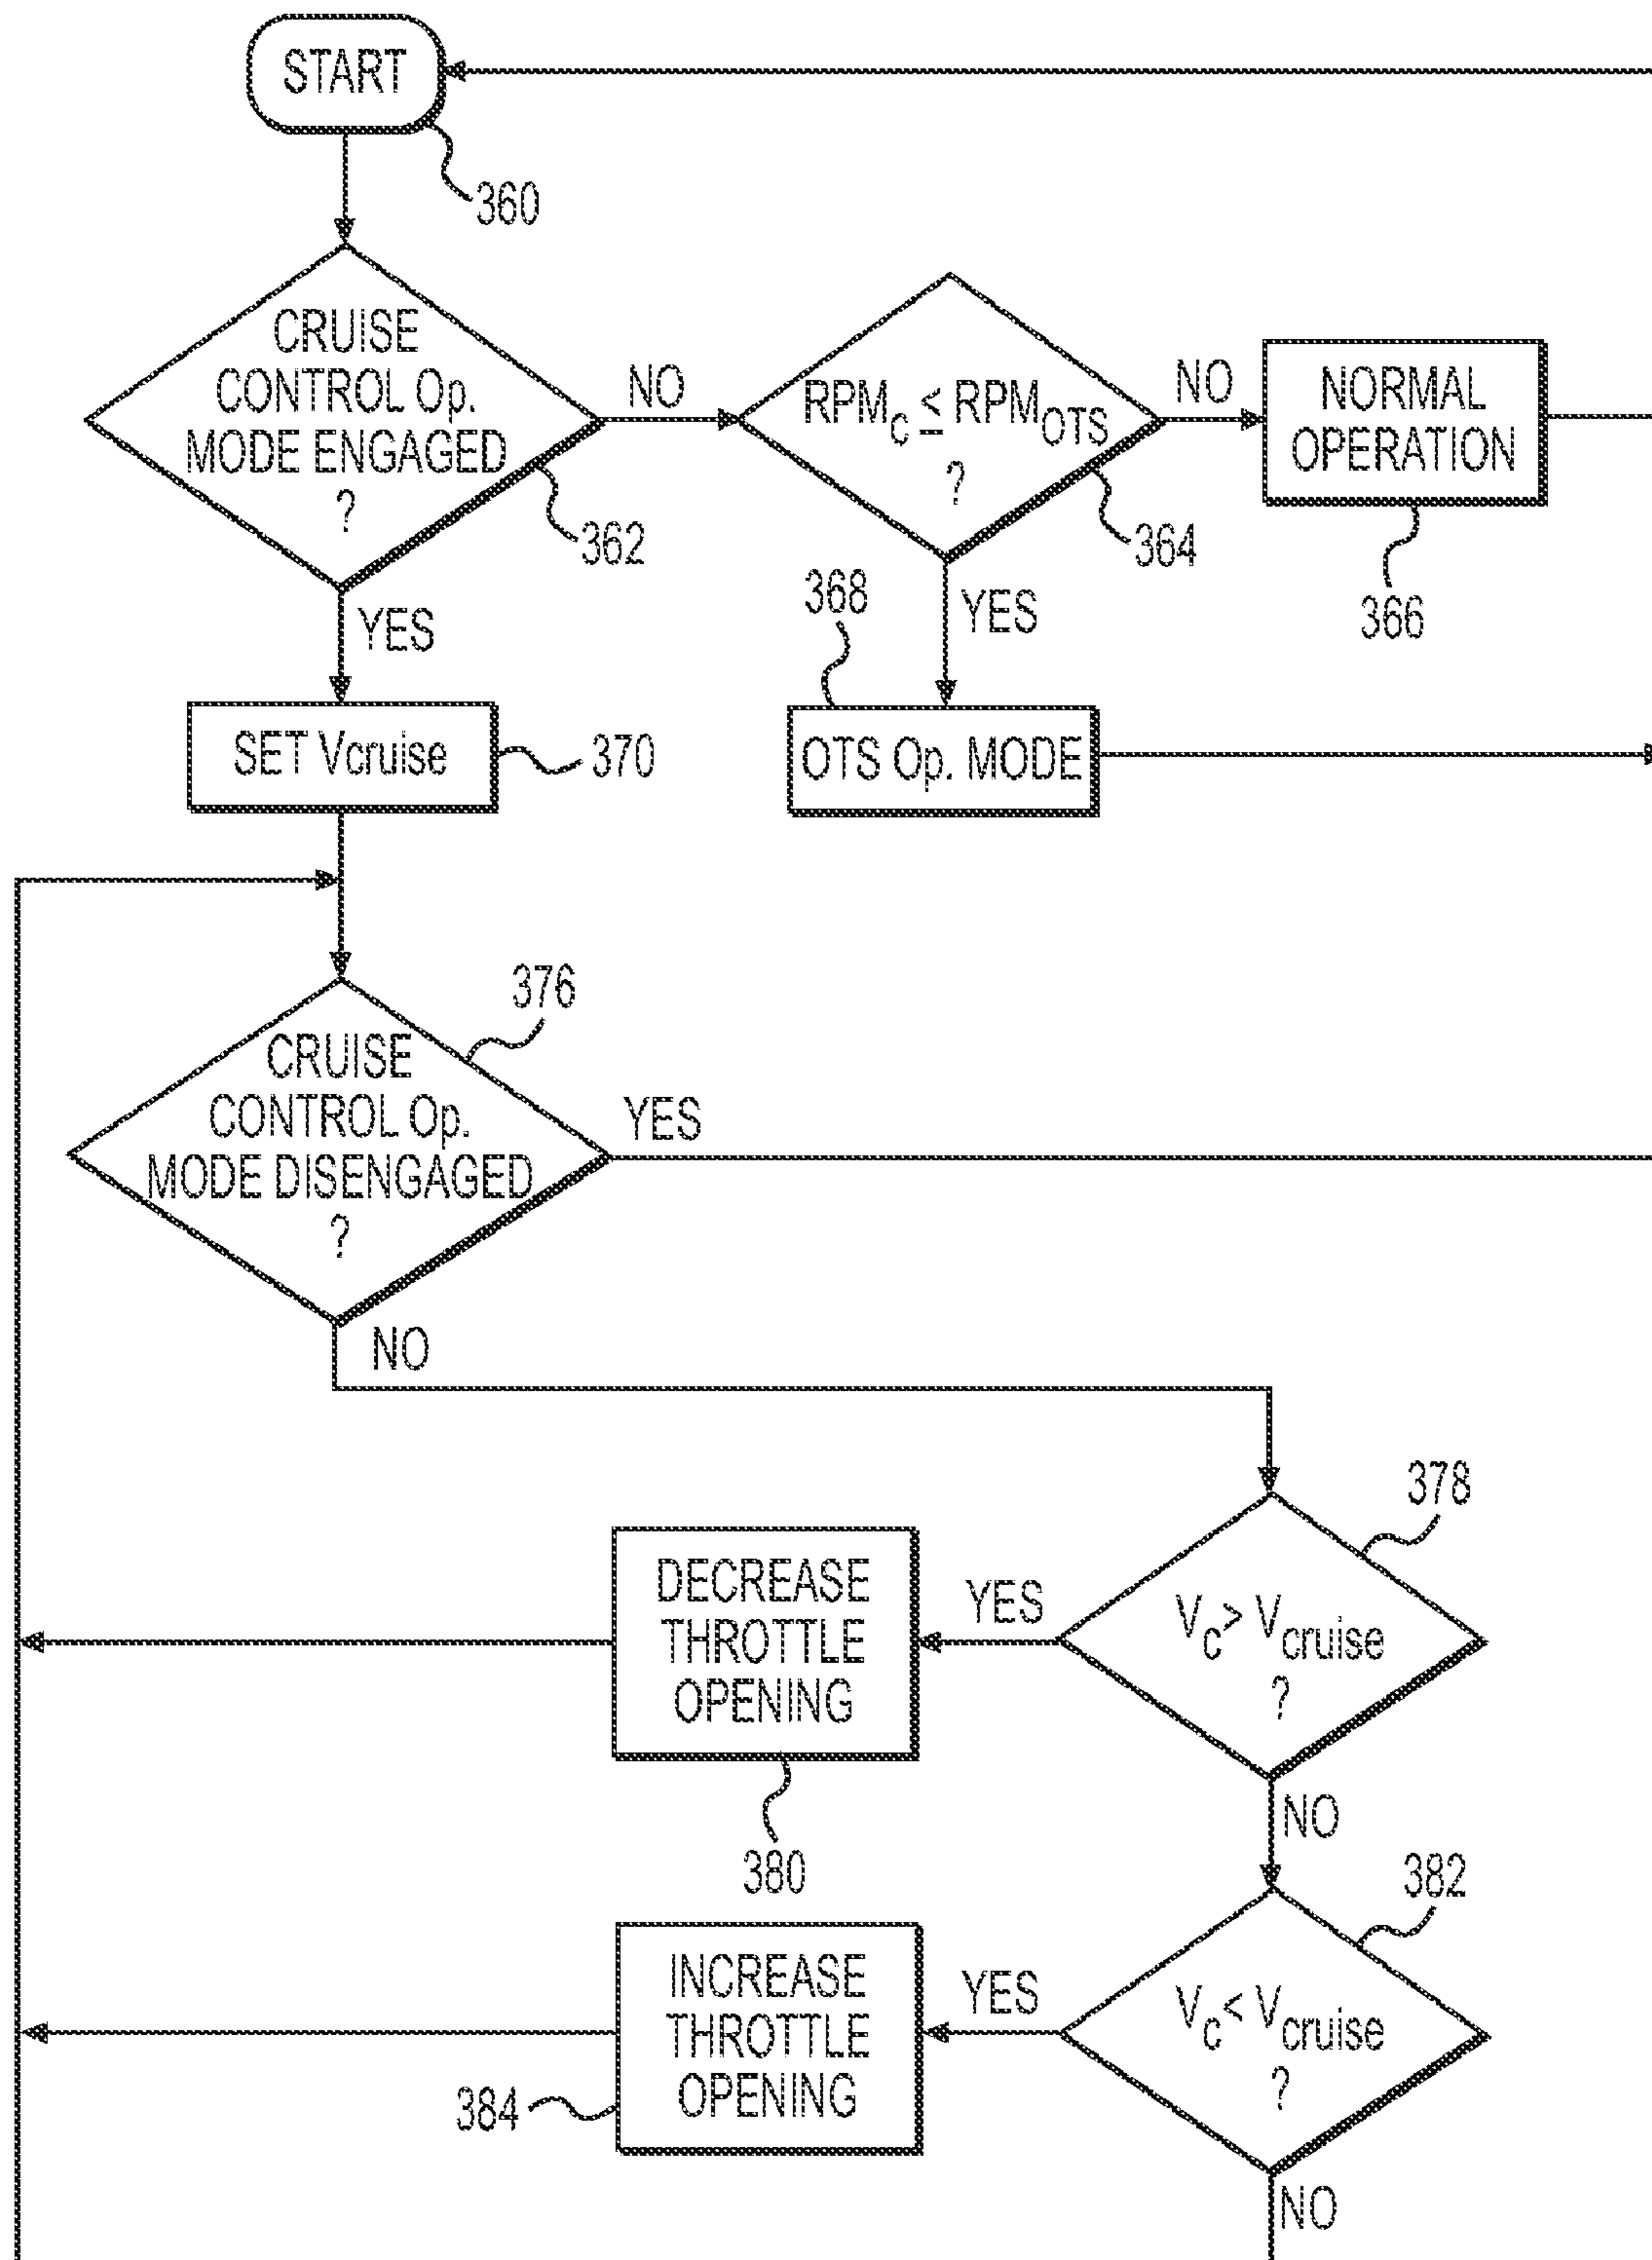 START
360
CRUISE
CONTROL Op.
MODE ENGAGED
?
362
NO
RPMc ≤ RPMOTS
?
364
NO
NORMAL
OPERATION
366
YES
368
YES
SET Vcruise
370
OTS Op. MODE
376
CRUISE
CONTROL Op.
MODE DISENGAGED
?
YES
NO
378
Vc> Vcruise
?
YES
DECREASE
THROTTLE
OPENING
380
NO
382
Vc< Vcruise
?
YES
INCREASE
THROTTLE
OPENING
384
NO